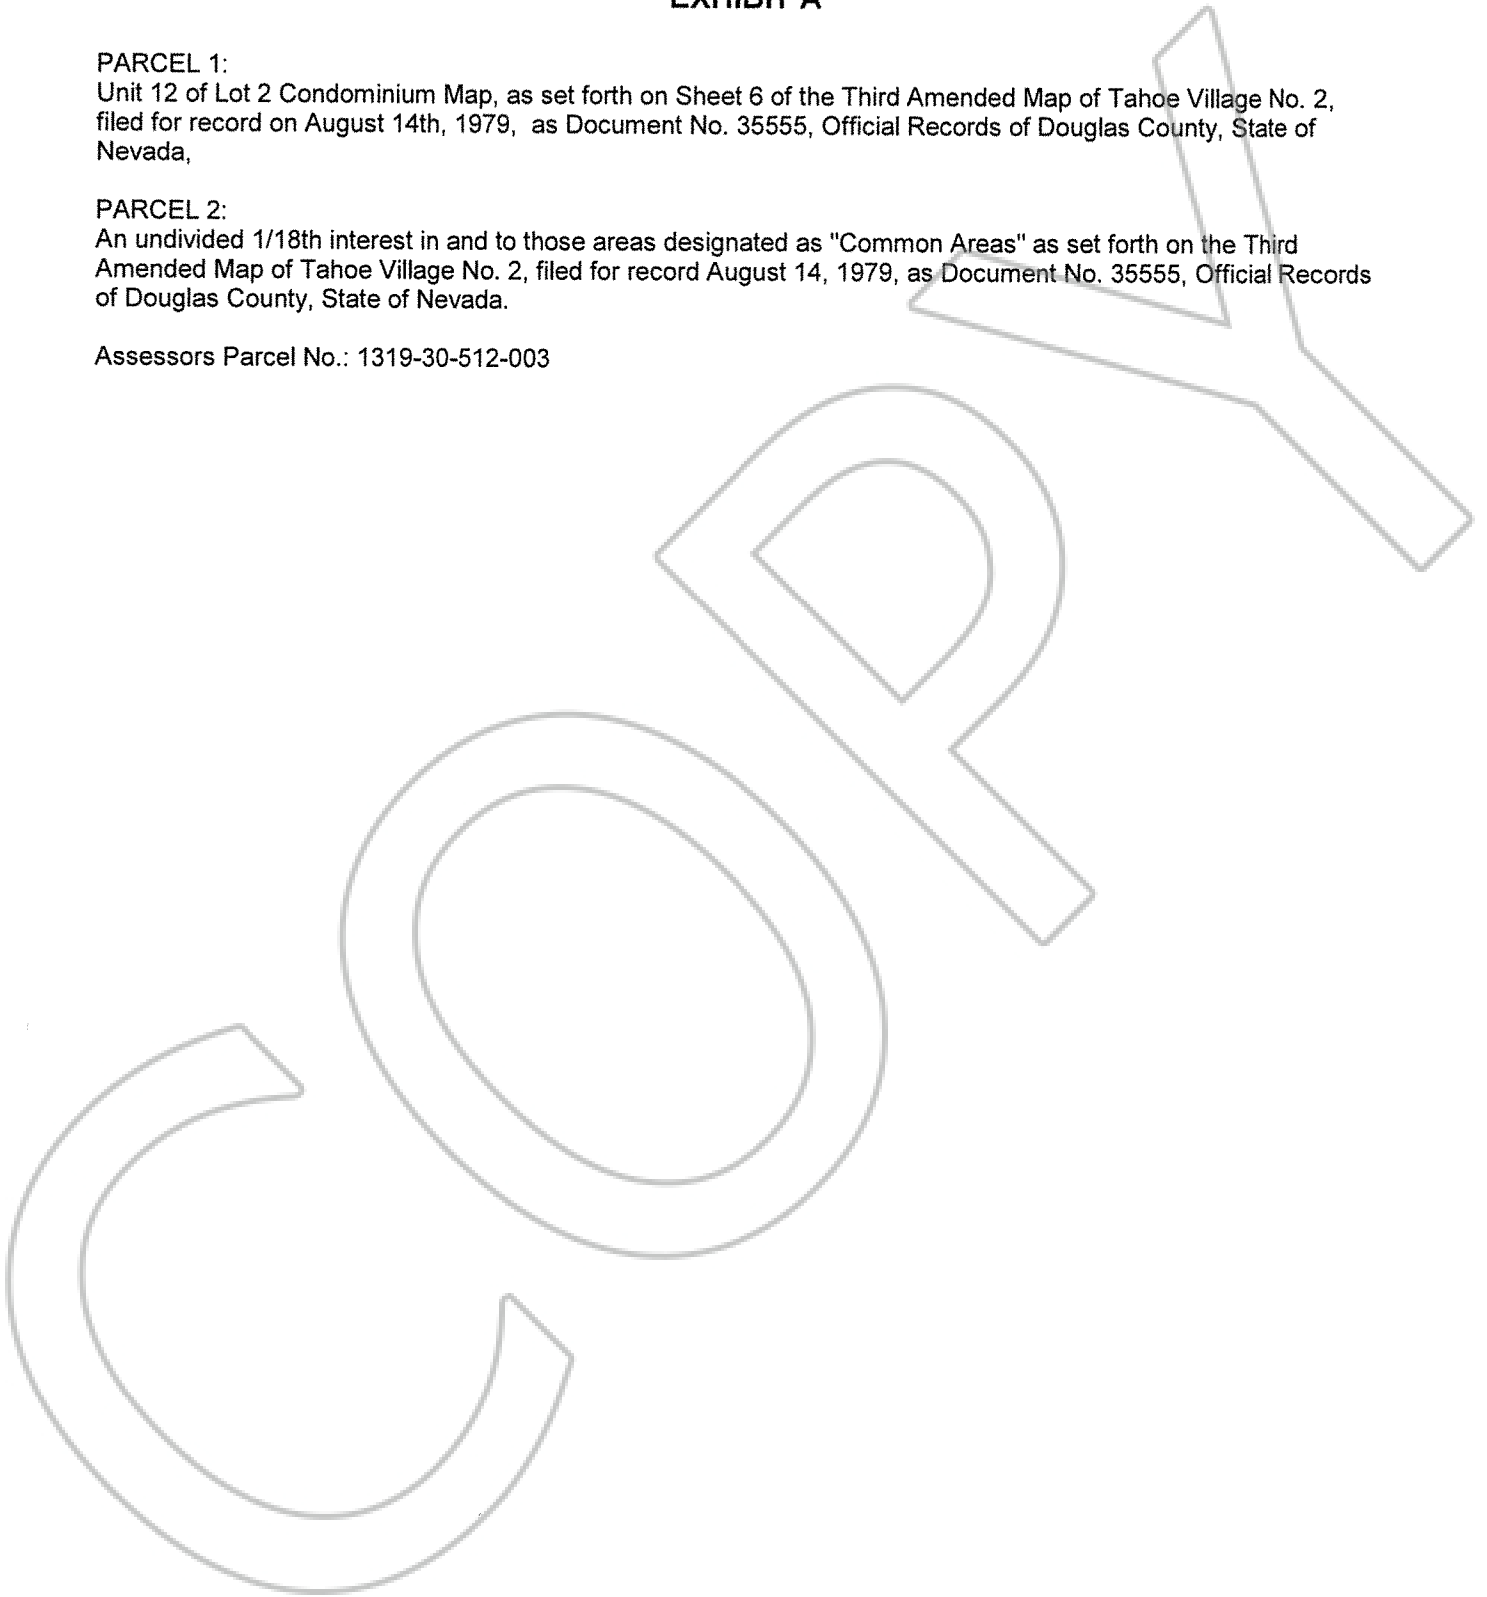 EXHIBIT A
PARCEL 1:
Unit 12 of Lot 2 Condominium Map, as set forth on Sheet 6 of the Third Amended Map of Tahoe Village No. 2,
filed for record on August 14th, 1979,  as Document No. 35555, Official Records of Douglas County, State of
Nevada,
PARCEL 2:
An undivided 1/18th interest in and to those areas designated as "Common Areas" as set forth on the Third
Amended Map of Tahoe Village No. 2, filed for record August 14, 1979, as Document No. 35555, Official Records
of Douglas County, State of Nevada.
Assessors Parcel No.: 1319-30-512-003
COPY